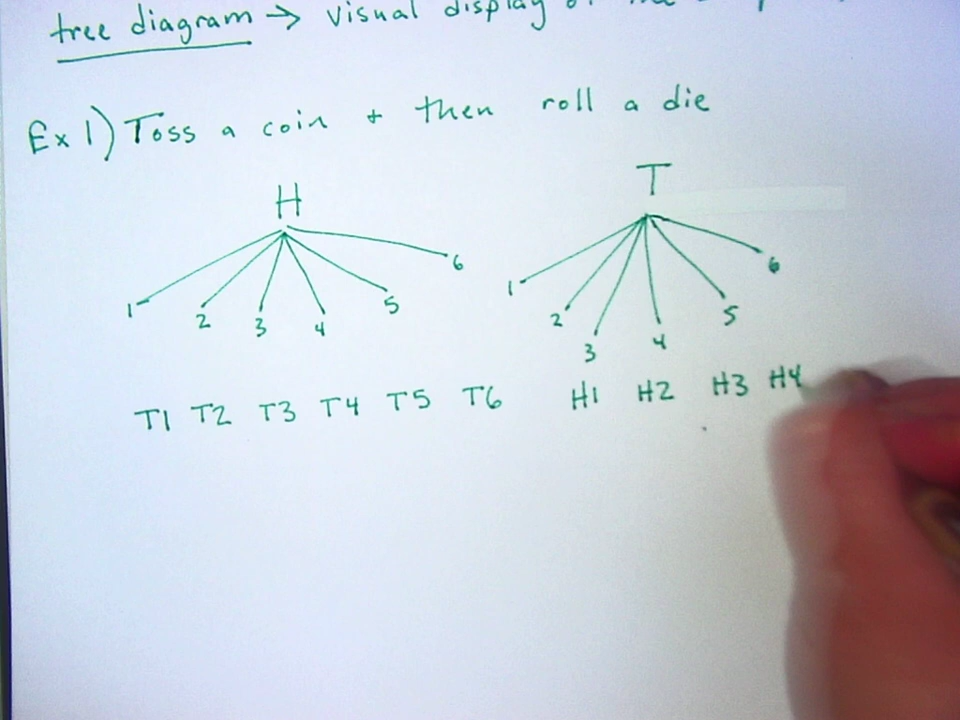 tree diagram → visual display
Ex 1) Toss a coin + then roll a die
H T
1 2 3 4 5 6 1 2 3 4 5 6
T1 T2 T3 T4 T5 T6 H1 H2 H3 H4